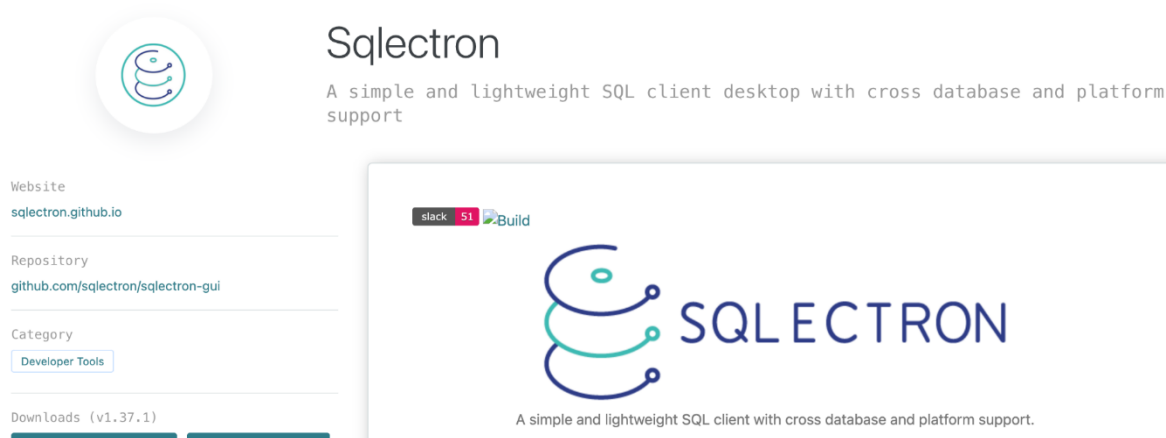 Sqlectron
A simple and lightweight SQL client desktop with cross database and platform
support
Website
sqlectron.github.io
Repository
github.com/sqlectron/sqlectron-gui
Category
Developer Tools
Downloads (v1.37.1)
slack 51 Build
SQLECTRON
A simple and lightweight SQL client with cross database and platform support.